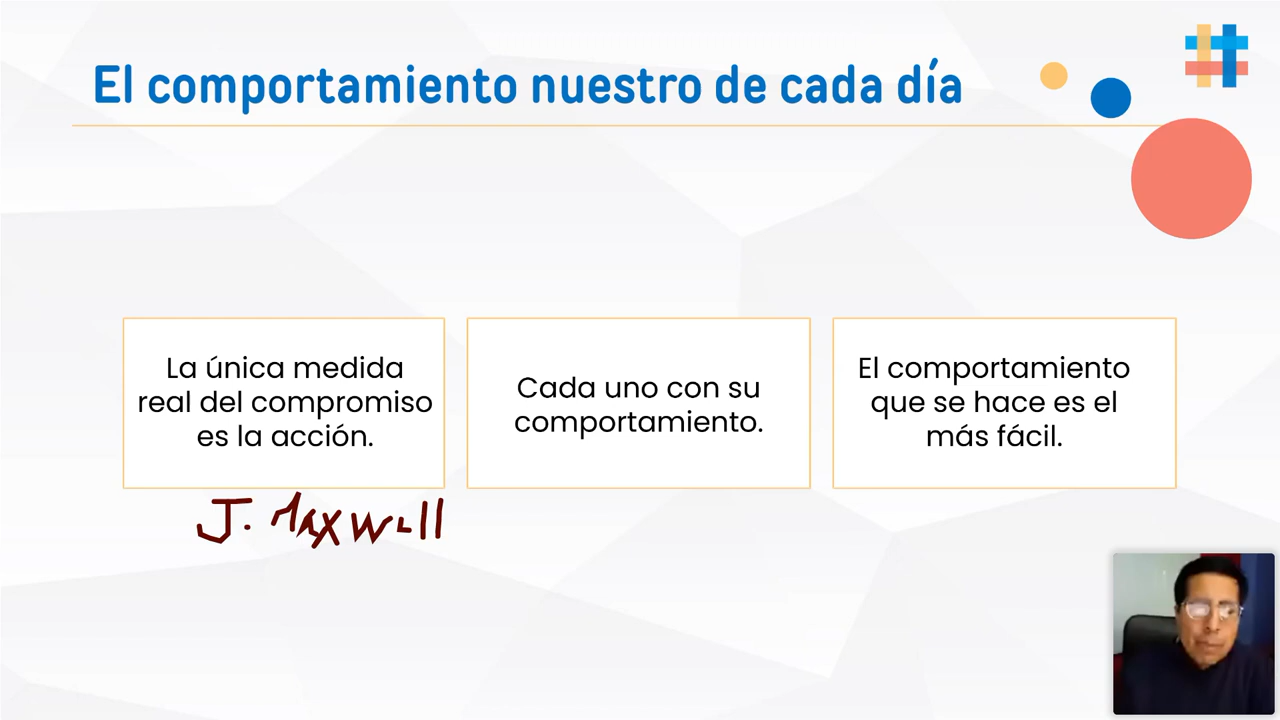 El comportamiento nuestro de cada día
La única medida
real del compromiso
es la acción.
Cada uno con su
comportamiento.
El comportamiento
que se hace es el
más fácil.
J. Maxwell